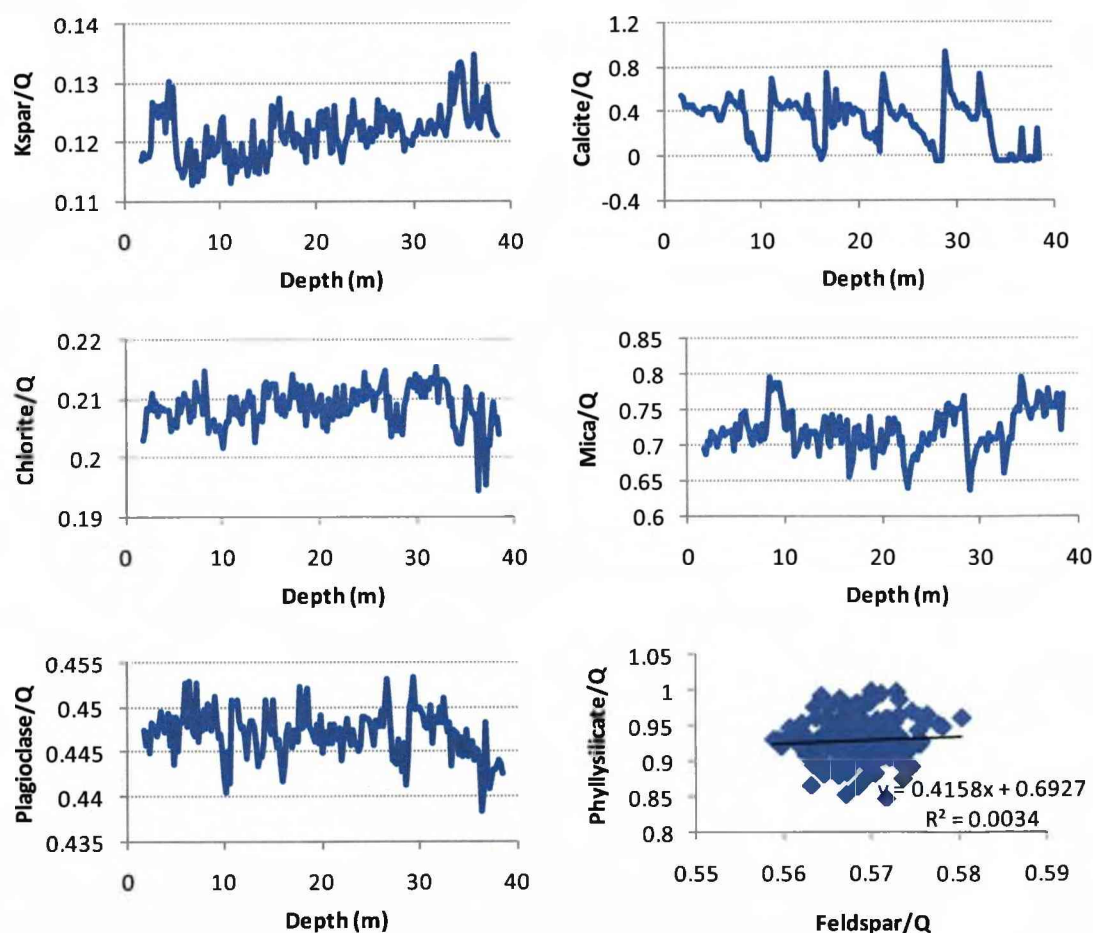 Kspar/Q
0.14
0.13
0.12
0.11
0 10 20 30 40
Depth (m)
Calcite/Q
1.2
0.8
0.4
0
-0.4
0 10 20 30 40
Depth (m)
Chlorite/Q
0.22
0.21
0.2
0.19
0 10 20 30 40
Depth (m)
Mica/Q
0.85
0.8
0.75
0.7
0.65
0.6
0 10 20 30 40
Depth (m)
Plagioclase/Q
0.455
0.45
0.445
0.44
0.435
0 10 20 30 40
Depth (m)
Phyllysilicate/Q
1.05
1
0.95
0.9
0.85
0.8
y = 0.4158x + 0.6927
R² = 0.0034
0.55 0.56 0.57 0.58 0.59
Feldspar/Q